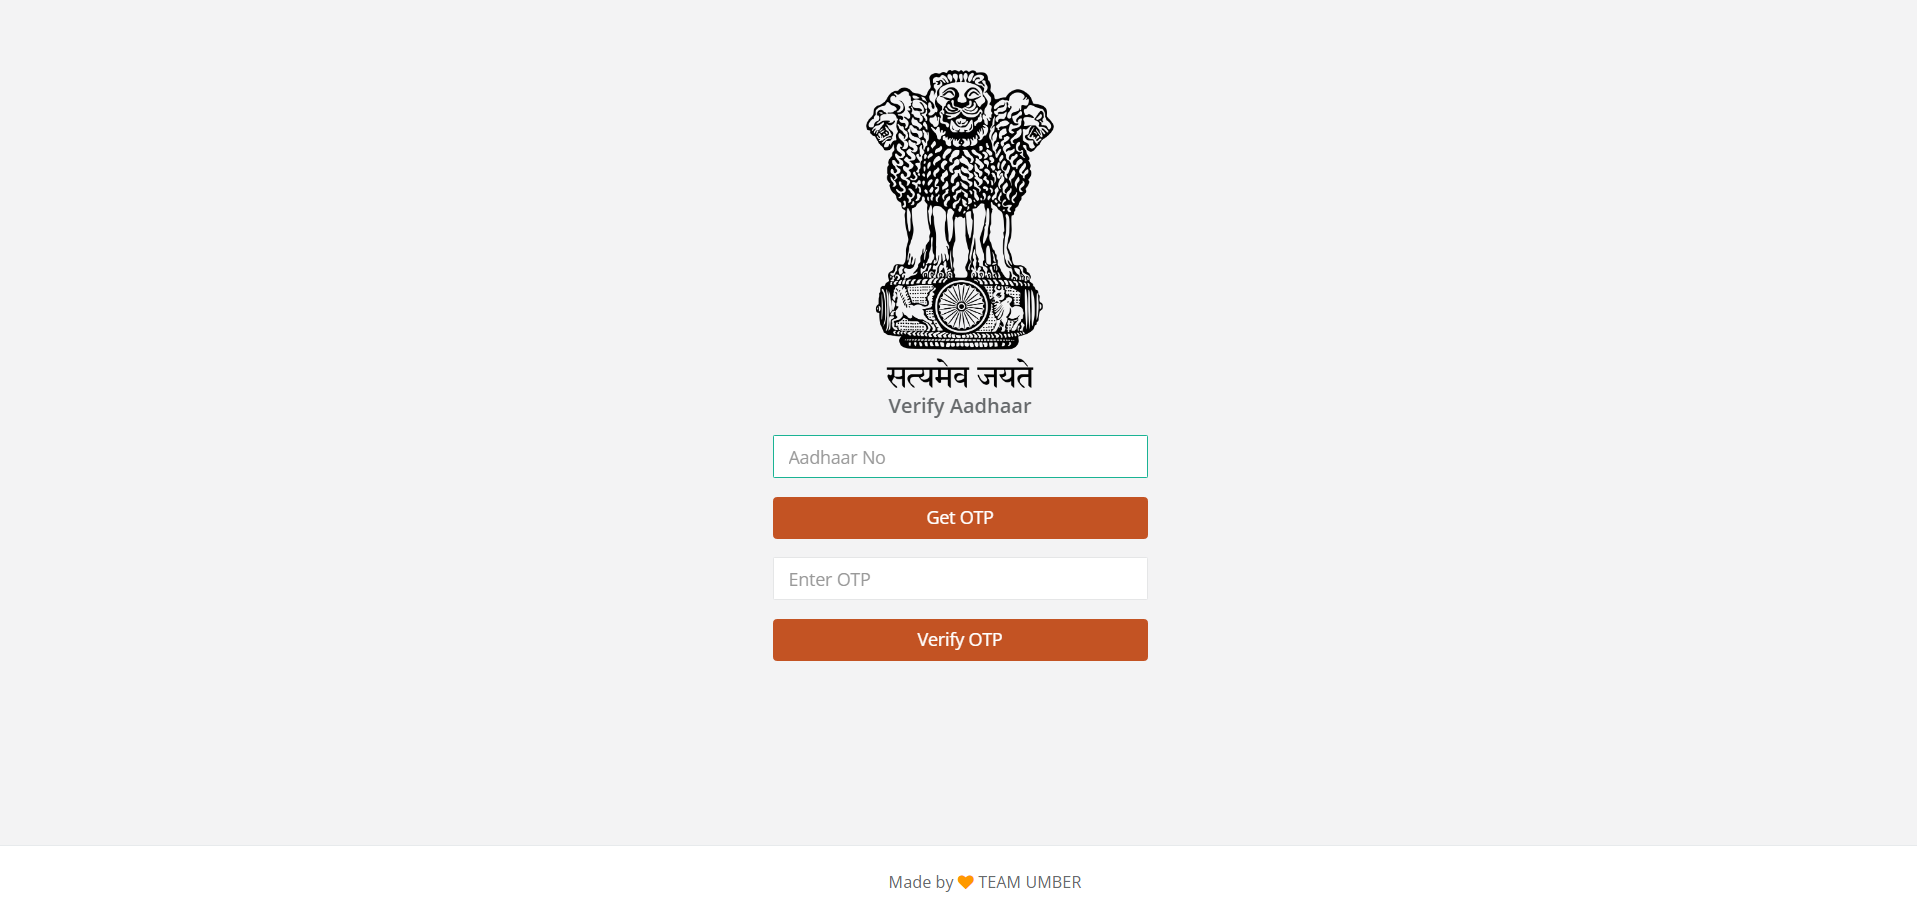 सत्यमेव जयते
Verify Aadhaar
Aadhaar No
Get OTP
Enter OTP
Verify OTP
Made by 🧡 TEAM UMBER